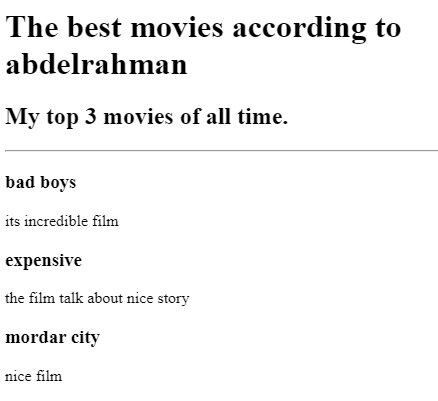 The best movies according to
abdelrahman
My top 3 movies of all time.
bad boys
its incredible film
expensive
the film talk about nice story
mordar city
nice film